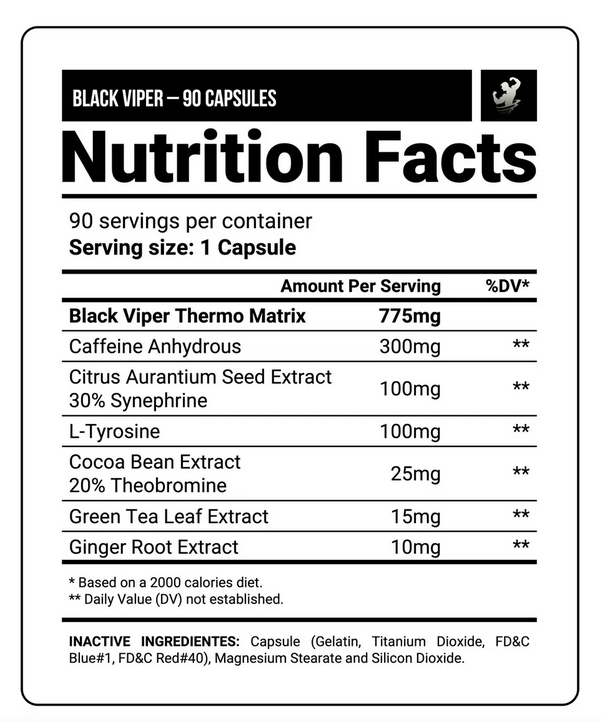 BLACK VIPER – 90 CAPSULES
Nutrition Facts
90 servings per container
Serving size: 1 Capsule
Amount Per Serving %DV*
Black Viper Thermo Matrix 775mg
Caffeine Anhydrous 300mg **
Citrus Aurantium Seed Extract
30% Synephrine 100mg **
L-Tyrosine 100mg **
Cocoa Bean Extract
20% Theobromine 25mg **
Green Tea Leaf Extract 15mg **
Ginger Root Extract 10mg **
* Based on a 2000 calories diet.
** Daily Value (DV) not established.
INACTIVE INGREDIENTES: Capsule (Gelatin, Titanium Dioxide, FD&C
Blue#1, FD&C Red#40), Magnesium Stearate and Silicon Dioxide.